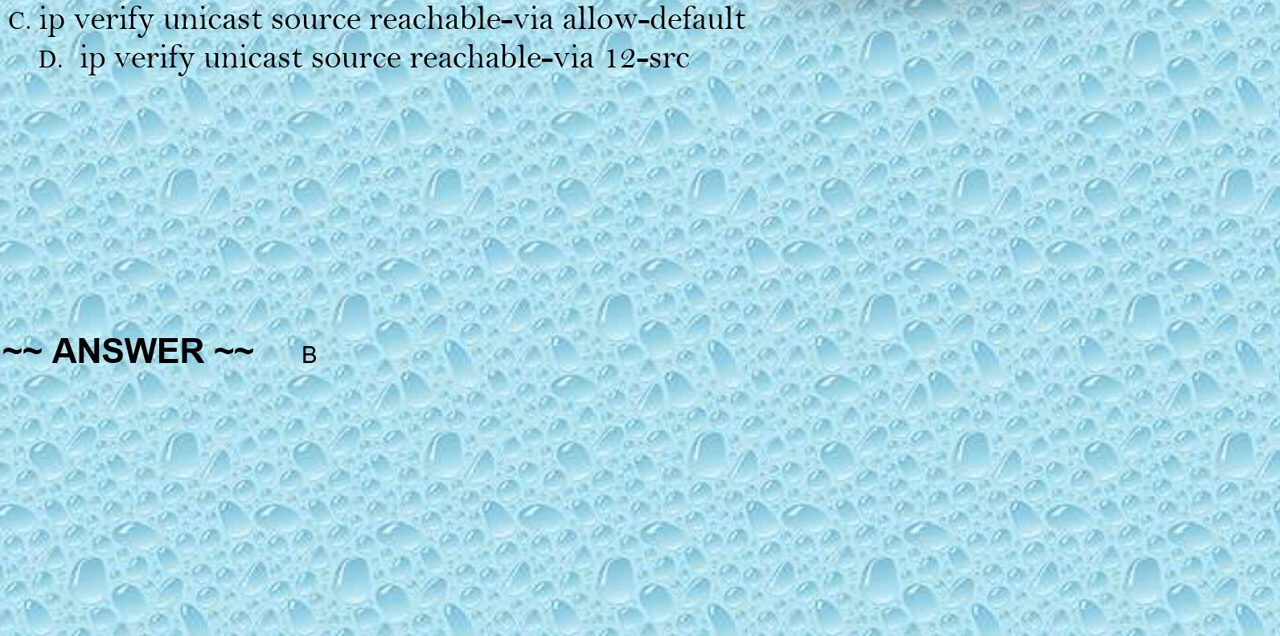 C. ip verify unicast source reachable-via allow-default
D. ip verify unicast source reachable-via 12-src
~~ ANSWER ~~ B